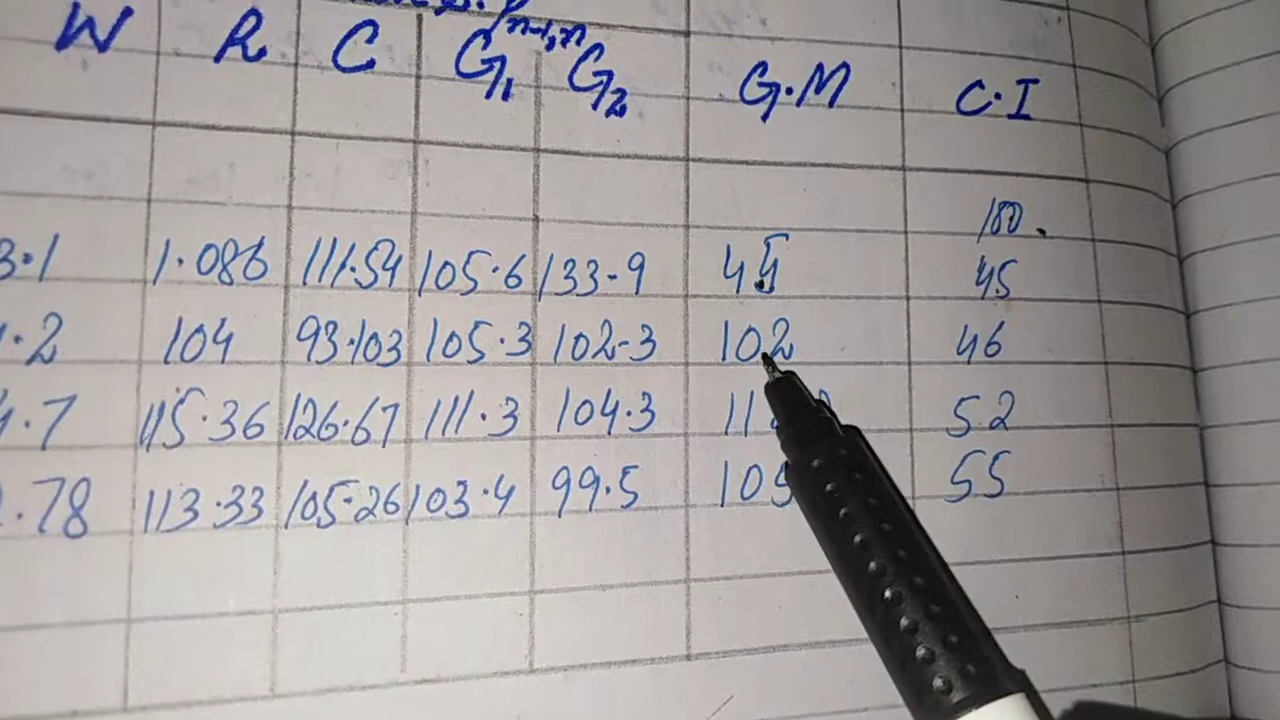 Pn-1,n
W R C G1 G2 G.M C.I
180.
3.1 1.086 111.54 105.6 133-9 45
.2 104 93.103 105.3 102-3 102 46
.7 115.36 126.67 111.3 104.3 52
.78 113.33 105.26 103.4 99.5 55